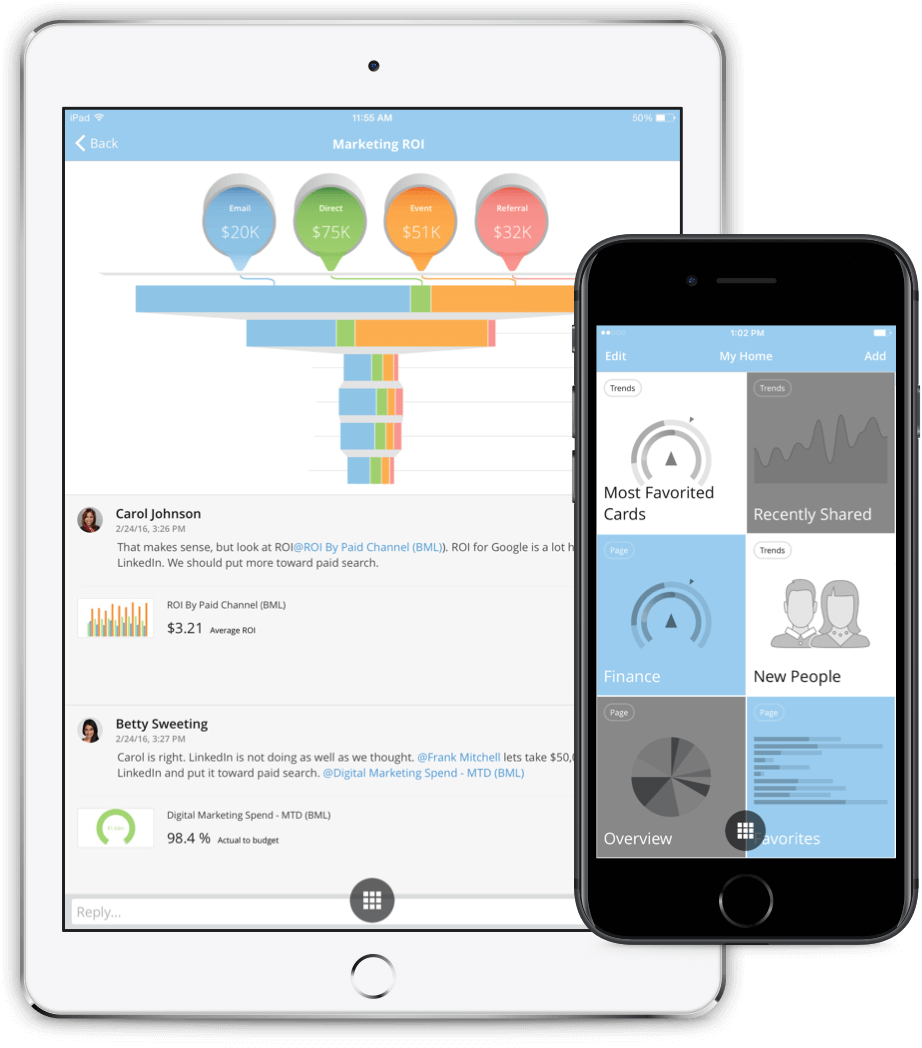 iPad 11:55 AM 50%
Back Marketing ROI
Email Direct Event Referral
$20K $75K $51K $32K
Carol Johnson
2/24/16, 3:26 PM
That makes sense, but look at ROI@ROI By Paid Channel (BML)). ROI for Google is a lot h
LinkedIn. We should put more toward paid search.
ROI By Paid Channel (BML)
$3.21 Average ROI
Betty Sweeting
2/24/16, 3:27 PM
Carol is right. LinkedIn is not doing as well as we thought. @Frank Mitchell lets take $50,
LinkedIn and put it toward paid search. @Digital Marketing Spend - MTD (BML)
Digital Marketing Spend - MTD (BML)
98.4 % Actual to budget
Reply...
1:02 PM
Edit My Home Add
Trends
Most Favorited
Cards
Trends
Recently Shared
Page
Finance
Trends
New People
Page
Overview
Page
Favorites